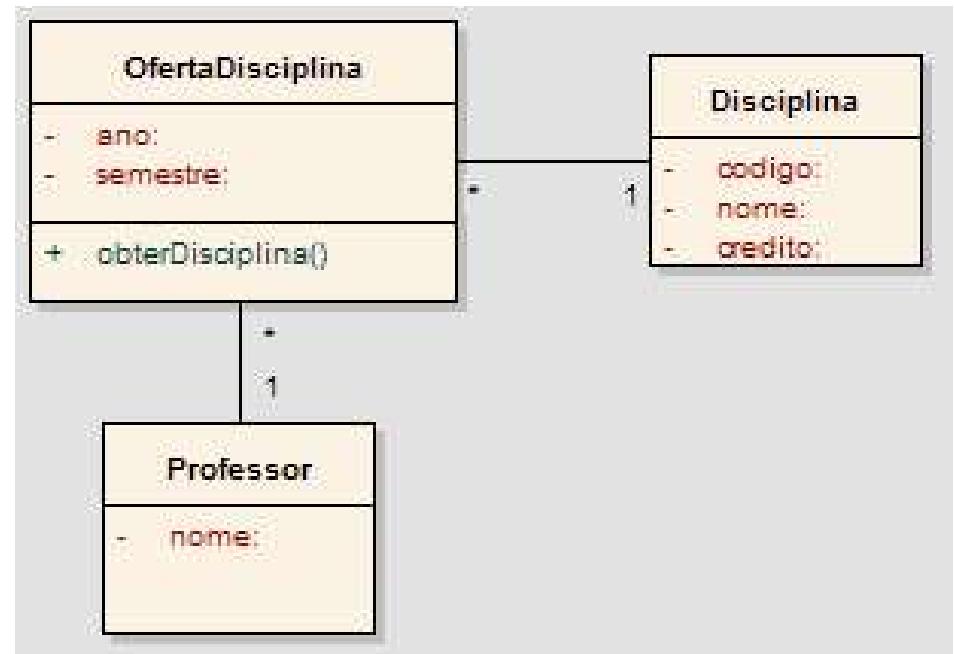 OfertaDisciplina
- ano:
- semestre:
+ obterDisciplina()
Disciplina
- codigo:
- nome:
- credito:
*
1
*
1
Professor
- nome: